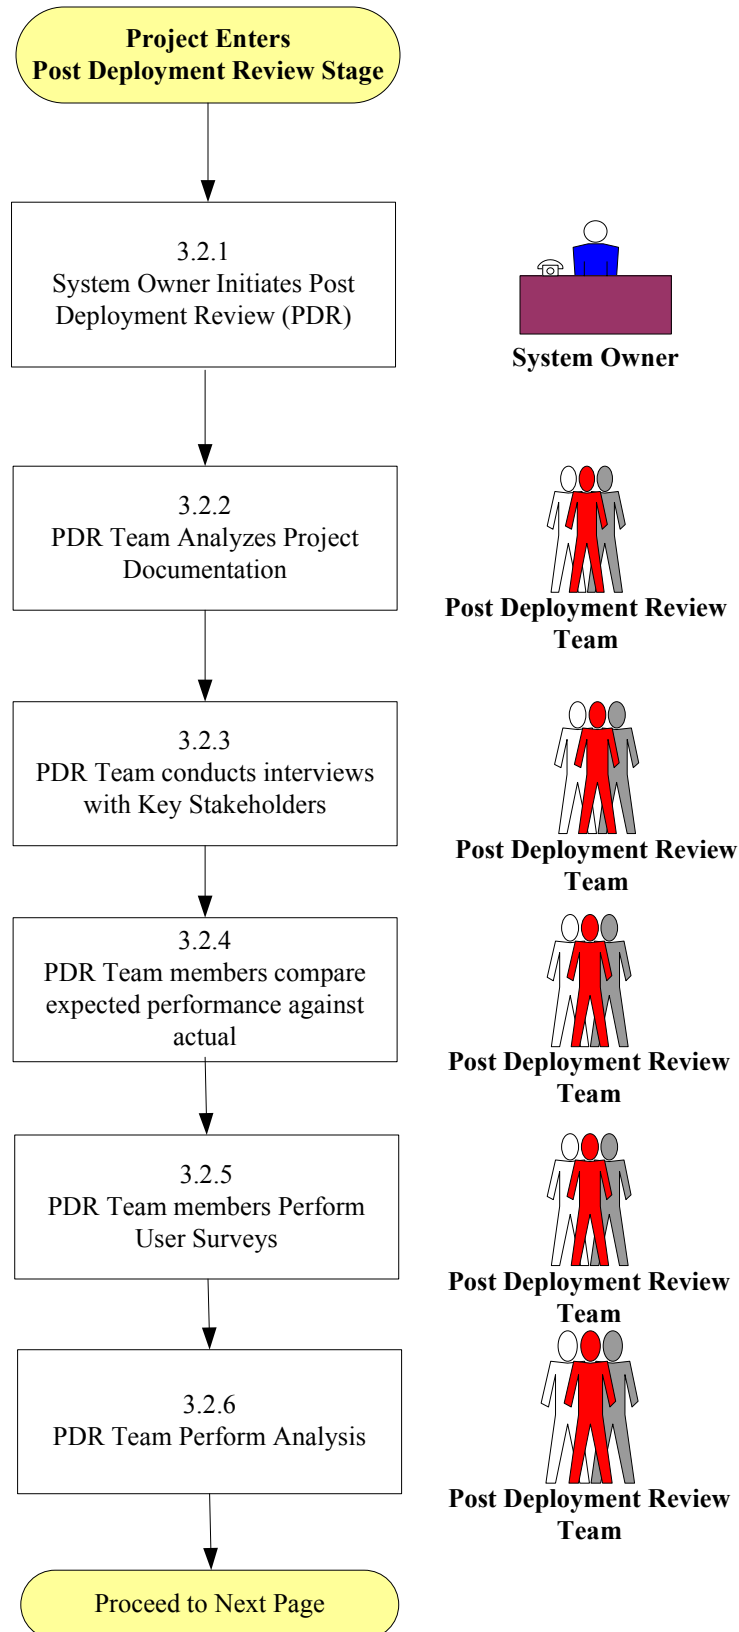 Project Enters
Post Deployment Review Stage
3.2.1
System Owner Initiates Post
Deployment Review (PDR)
System Owner
3.2.2
PDR Team Analyzes Project
Documentation
Post Deployment Review
Team
3.2.3
PDR Team conducts interviews
with Key Stakeholders
Post Deployment Review
Team
3.2.4
PDR Team members compare
expected performance against
actual
Post Deployment Review
Team
3.2.5
PDR Team members Perform
User Surveys
Post Deployment Review
Team
3.2.6
PDR Team Perform Analysis
Post Deployment Review
Team
Proceed to Next Page